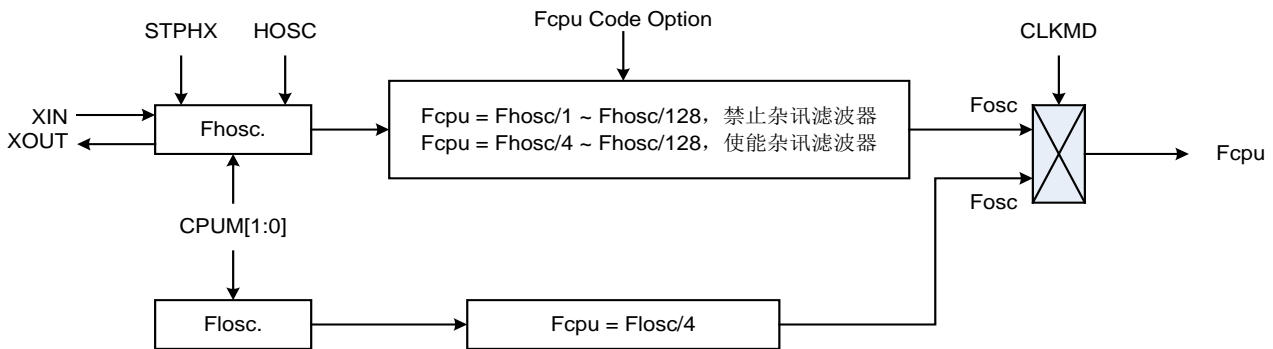 Fcpu Code Option
STPHX
HOSC
CLKMD
XIN
XOUT
Fhosc.
Fcpu = Fhosc/1 ~ Fhosc/128，禁止杂讯滤波器
Fcpu = Fhosc/4 ~ Fhosc/128，使能杂讯滤波器
Fosc
Fosc
Fcpu
CPUM[1:0]
Flosc.
Fcpu = Flosc/4